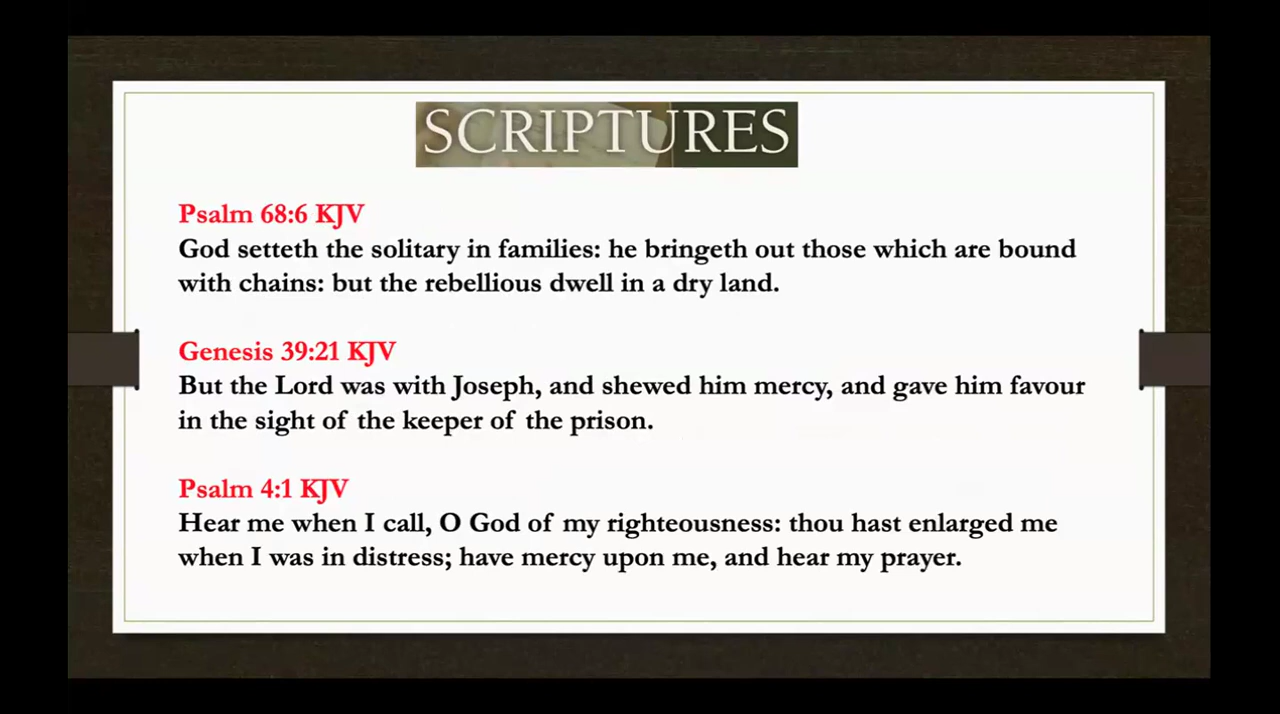 SCRIPTURES
Psalm 68:6 KJV
God setteth the solitary in families: he bringeth out those which are bound
with chains: but the rebellious dwell in a dry land.
Genesis 39:21 KJV
But the Lord was with Joseph, and shewed him mercy, and gave him favour
in the sight of the keeper of the prison.
Psalm 4:1 KJV
Hear me when I call, O God of my righteousness: thou hast enlarged me
when I was in distress; have mercy upon me, and hear my prayer.